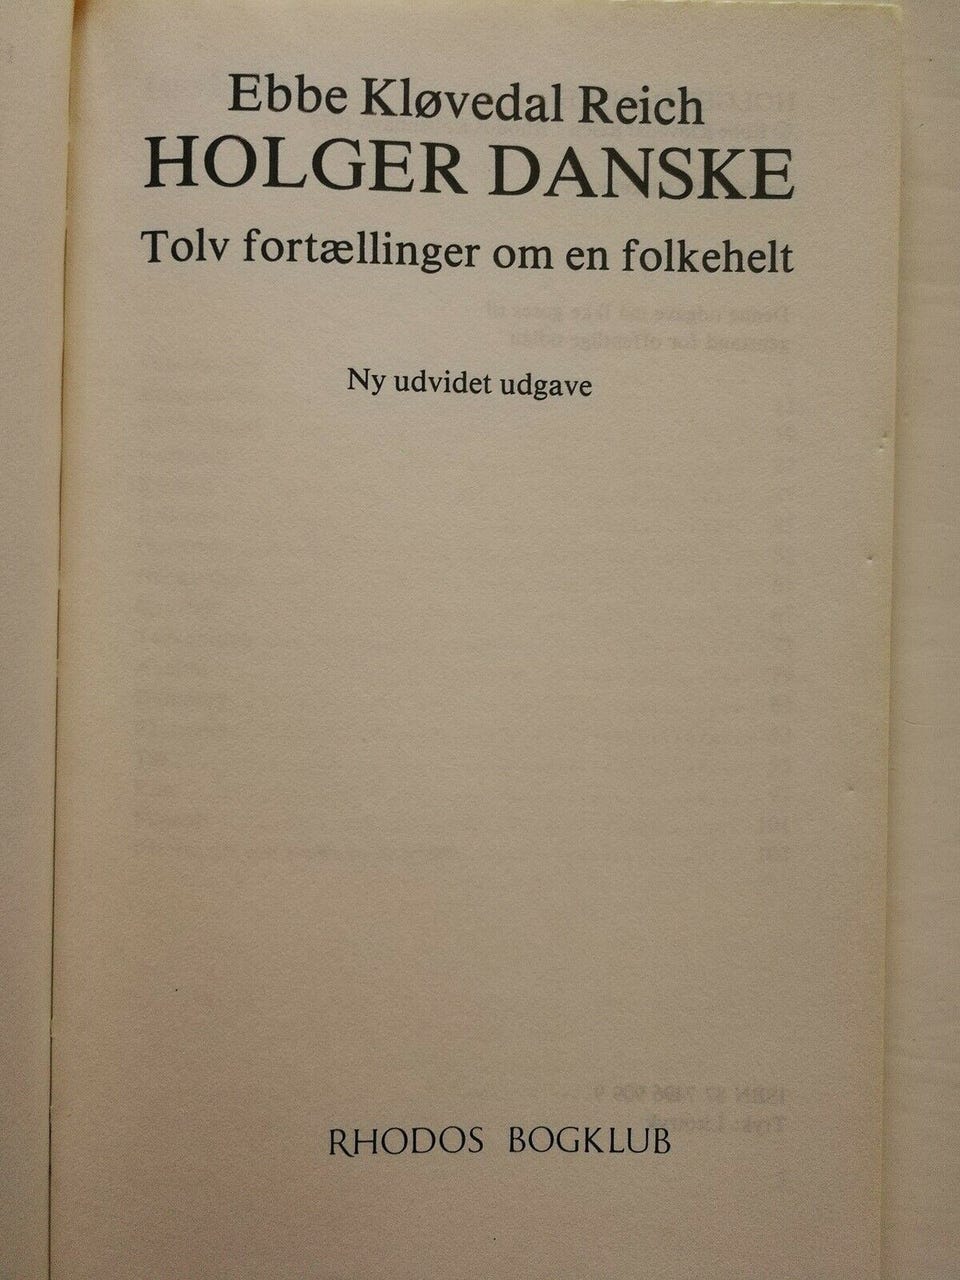 Ebbe Kløvedal Reich
HOLGER DANSKE
Tolv fortællinger om en folkehelt
Ny udvidet udgave
RHODOS BOGKLUB